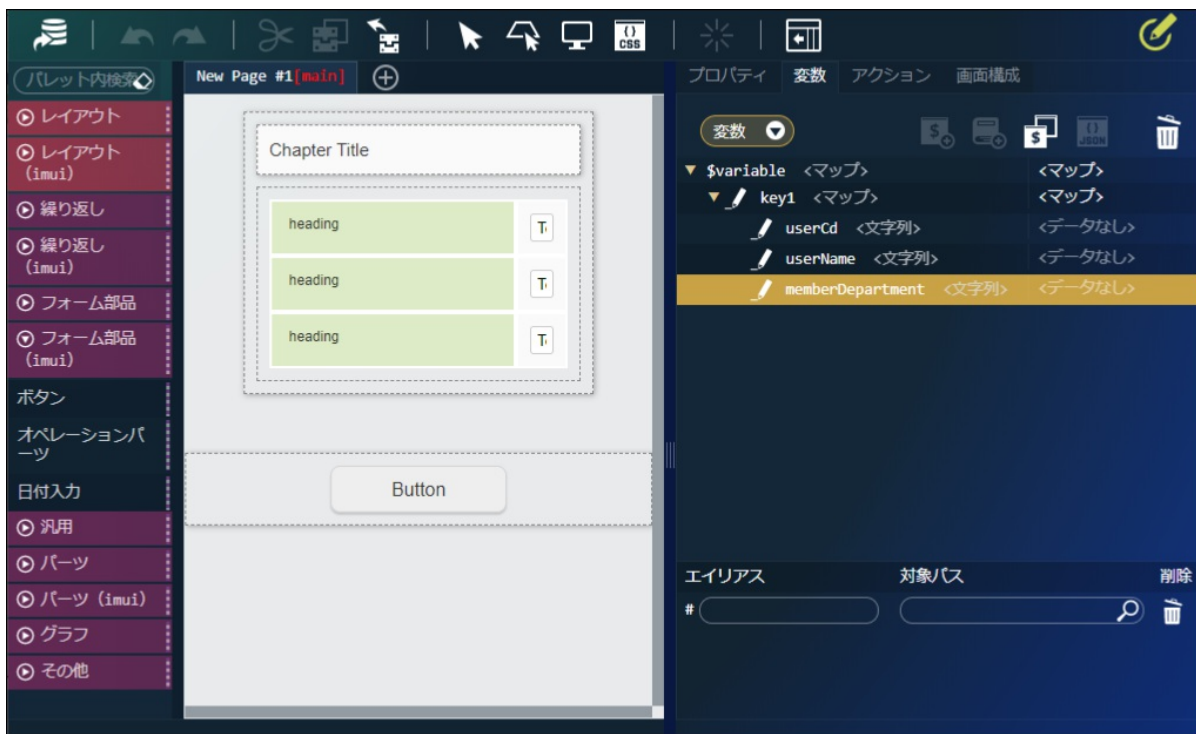 {}
CSS
パレット内検索
レイアウト
レイアウト
(imui)
繰り返し
繰り返し
(imui)
フォーム部品
フォーム部品
(imui)
ボタン
オペレーションパ
ーツ
日付入力
汎用
パーツ
パーツ (imui)
グラフ
その他
New Page #1[main]
Chapter Title
heading
heading
heading
Button
プロパティ 変数 アクション 画面構成
変数
$ $ {} JSON
$variable <マップ> <マップ>
key1 <マップ> <マップ>
userCd <文字列> <データなし>
userName <文字列> <データなし>
memberDepartment <文字列> <データなし>
エイリアス 対象パス 削除
#